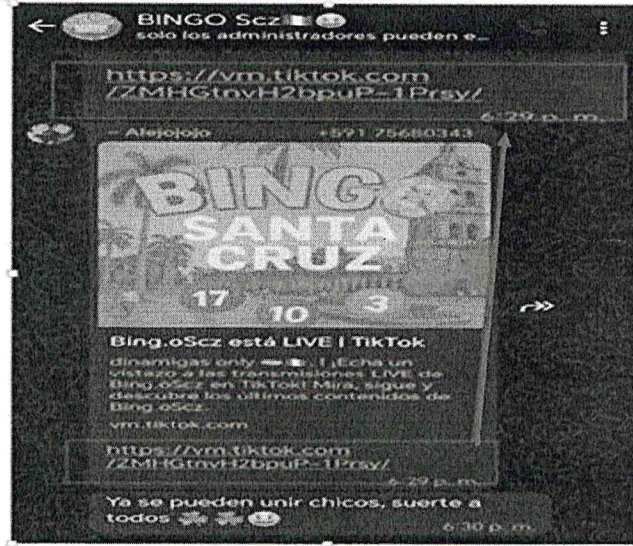 BINGO Scz
solo los administradores pueden e...
https://vm.tiktok.com
/ZMHGtnvH2bpuP-1Prsy/
6:29 p. m.
~ Alejojojo +591 75680343
BINGO
SANTA
CRUZ
17
10
3
Bing.oScz está LIVE | TikTok
dinamigas only | ¡Echa un
vistazo a las transmisiones LIVE de
Bing.oScz en TikTok! Mira, sigue y
descubre los últimos contenidos de
Bing.oScz.
vm.tiktok.com
https://vm.tiktok.com
/ZMHGtnvH2bpuP-1Prsy/
6:29 p. m.
Ya se pueden unir chicos, suerte a
todos
6:30 p. m.